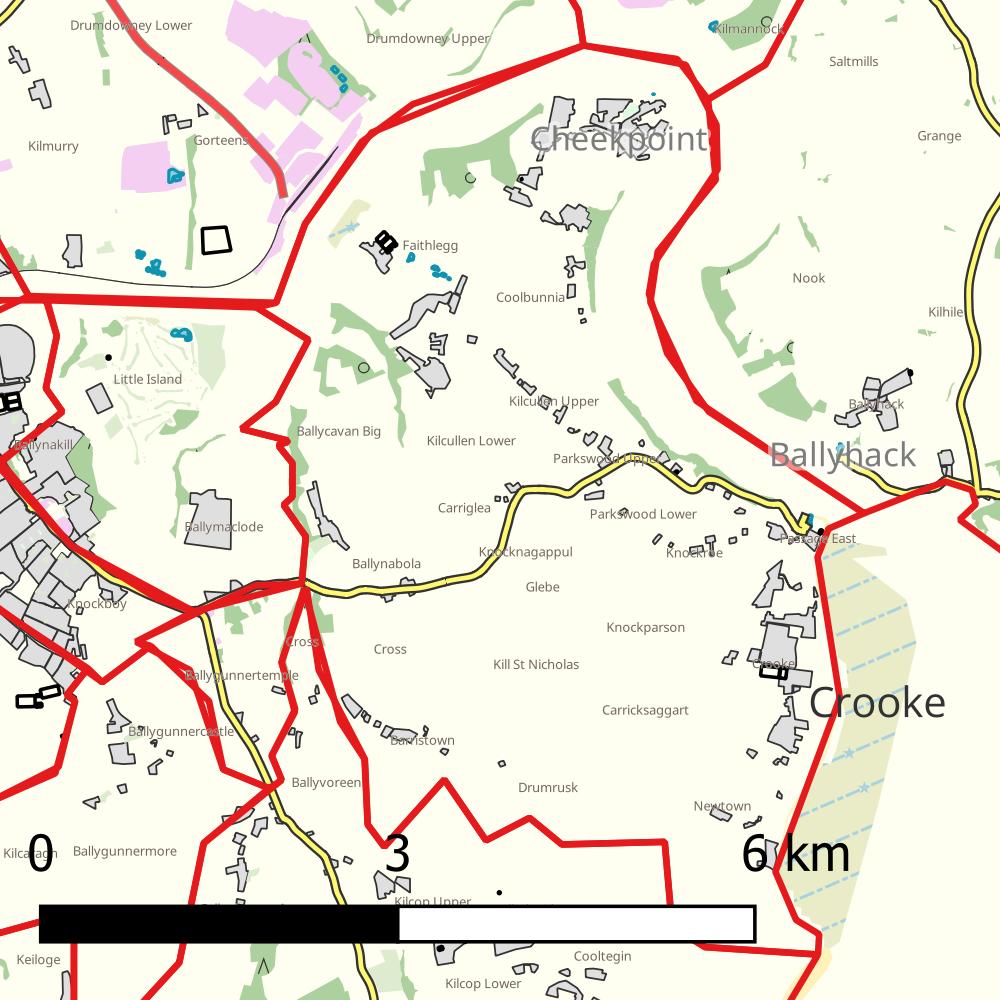 Drumdowney Lower
Drumdowney Upper
Kilmannock
Saltmills
Kilmurry
Gorteens
Cheekpoint
Grange
Faithlegg
Coolbunnia
Nook
Kilhile
Little Island
Kilcullen Upper
Ballyhack
Ballynakill
Ballycavan Big
Kilcullen Lower
Parkswood Upper
Ballyhack
Carriglea
Parkswood Lower
Ballymaclode
Passage East
Knocknagappul
Knockroe
Ballynabola
Glebe
Knockboy
Cross
Cross
Knockparson
Kill St Nicholas
Crooke
Ballygunnertemple
Carricksaggart
Crooke
Ballygunnercastle
Barristown
Ballyvoreen
Drumrusk
Newtown
Kilcaragh
Ballygunnermore
0
3
6 km
Kilcop Upper
Keiloge
Cooltegin
Kilcop Lower